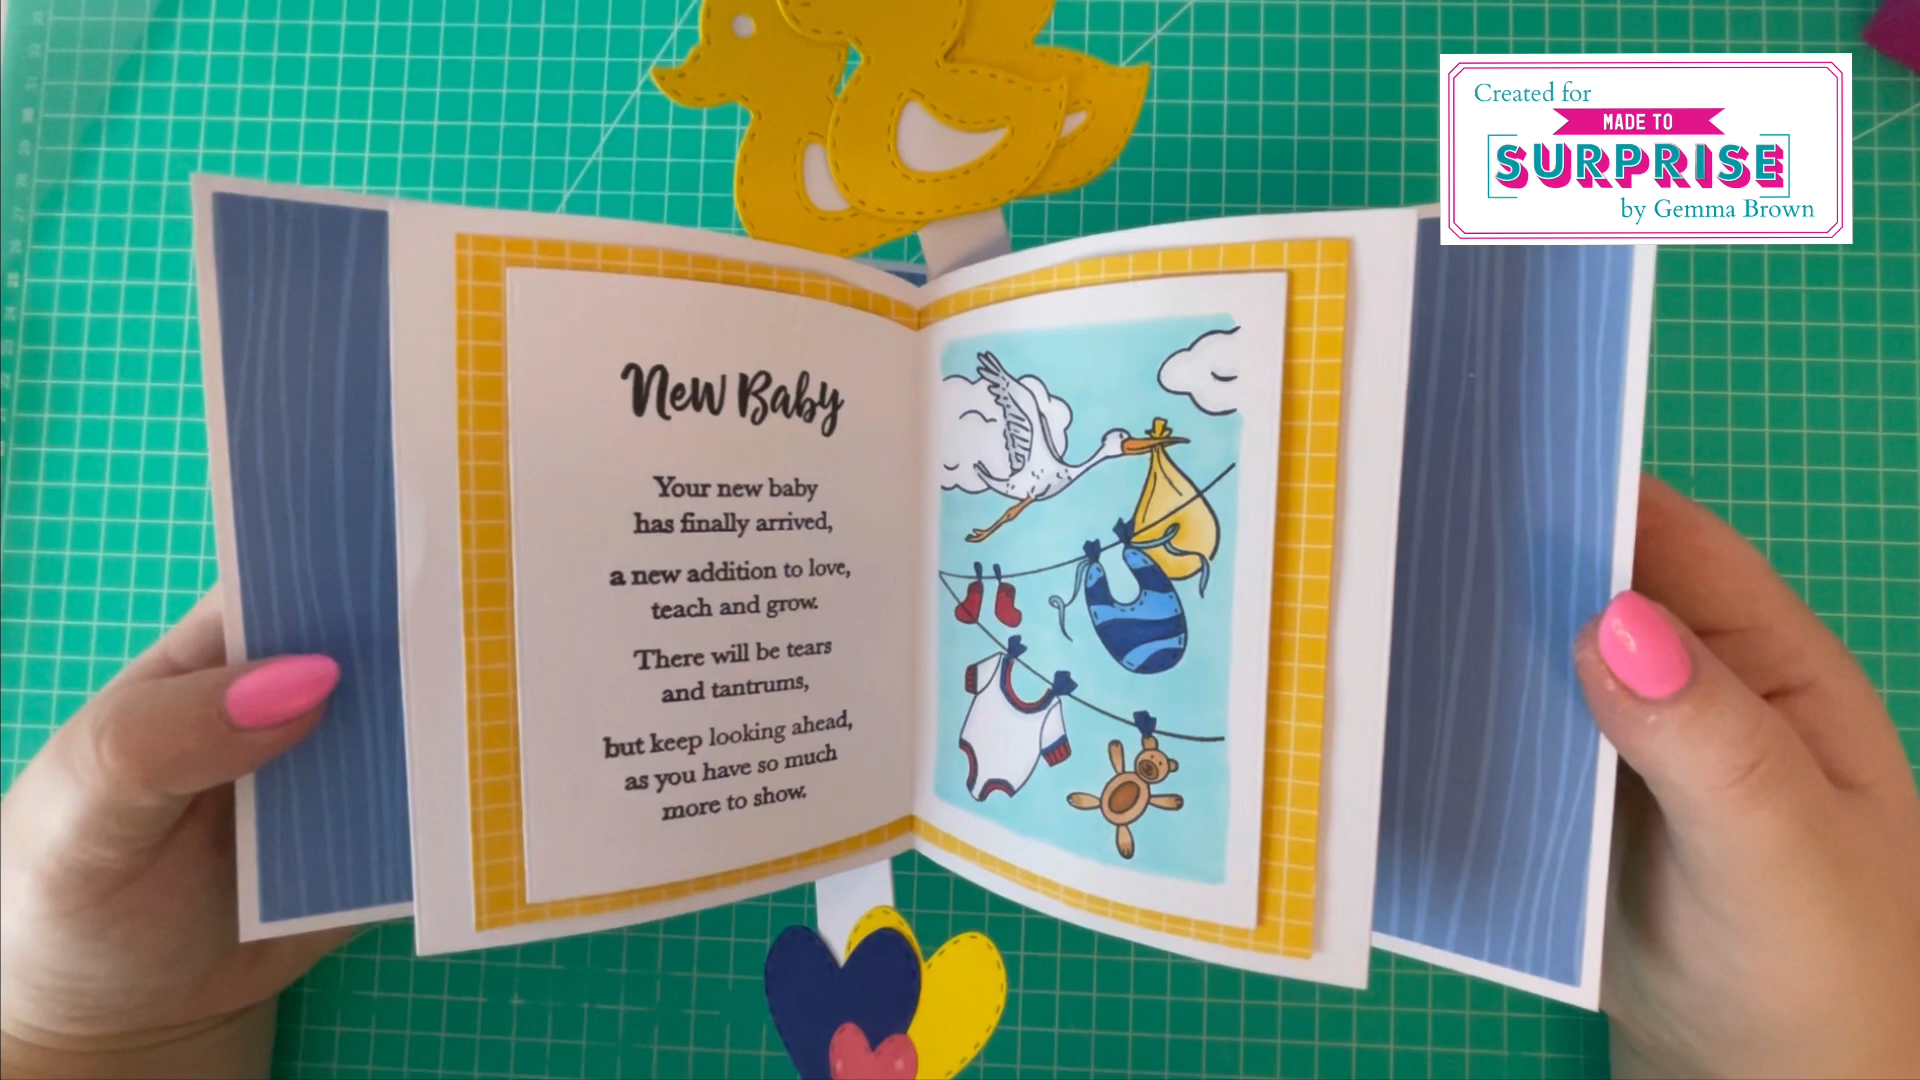 Created for
MADE TO
SURPRISE
by Gemma Brown
New Baby
Your new baby
has finally arrived,
a new addition to love,
teach and grow.
There will be tears
and tantrums,
but keep looking ahead,
as you have so much
more to show.